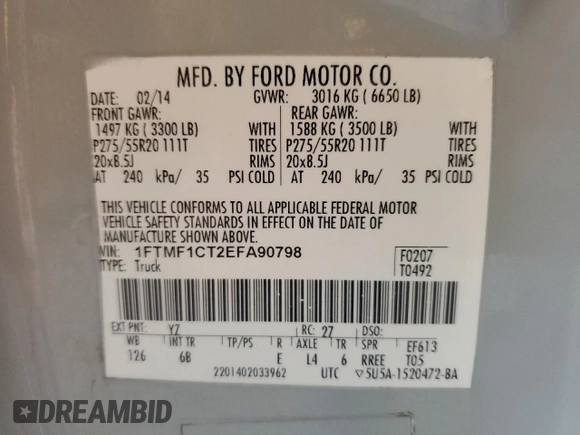 MFD. BY FORD MOTOR CO.
DATE: 02/14 GVWR: 3016 KG ( 6650 LB)
FRONT GAWR: REAR GAWR:
1497 KG ( 3300 LB) WITH 1588 KG ( 3500 LB) WITH
P275/55R20 111T TIRES P275/55R20 111T TIRES
20x8.5J RIMS 20x8.5J RIMS
AT 240 kPa/ 35 PSI COLD AT 240 kPa/ 35 PSI COLD
THIS VEHICLE CONFORMS TO ALL APPLICABLE FEDERAL MOTOR
VEHICLE SAFETY STANDARDS IN EFFECT ON THE DATE OF
MANUFACTURE SHOWN ABOVE.
VIN: 1FTMF1CT2EFA90798 F0207
TYPE: Truck T0492
EXT PNT: YZ RC: 27 DSO:
WB INT TR TP/PS R AXLE TR SPR EF613
126 6B E L4 6 RREE T05
2201402033962 UTC ▽5U5A-1520472-BA
DREAMBID